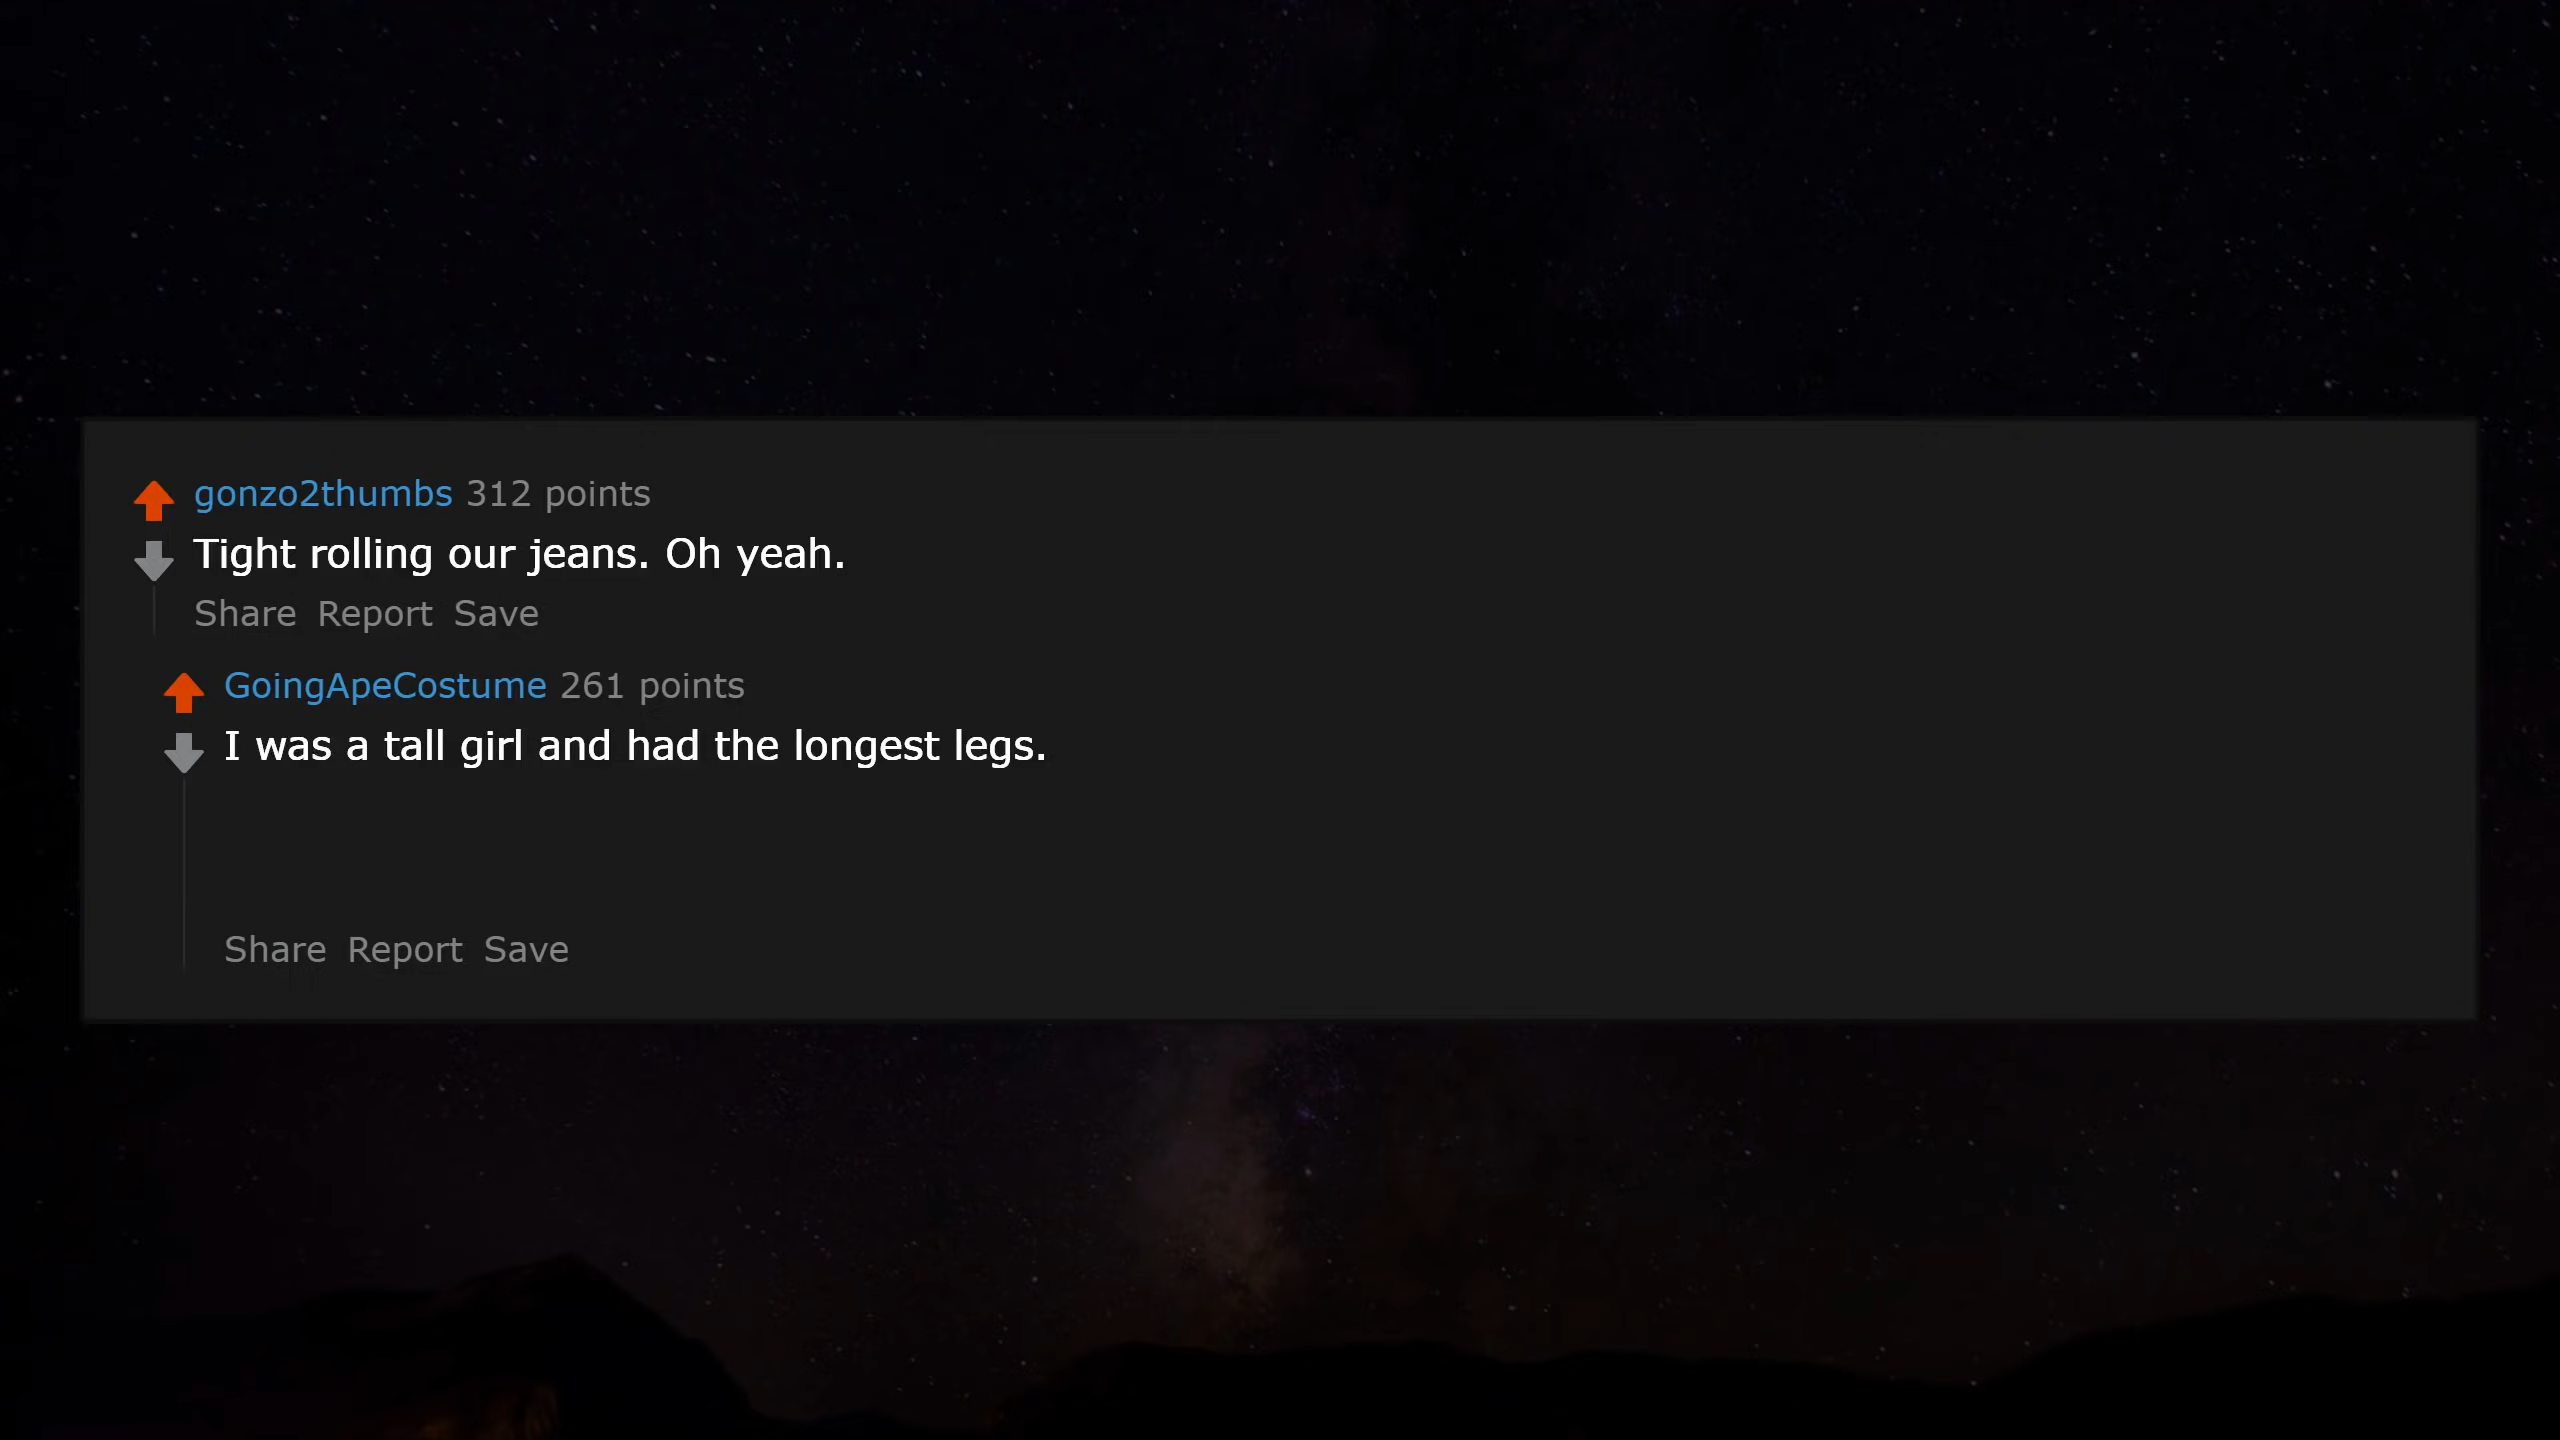 gonzo2thumbs 312 points
Tight rolling our jeans. Oh yeah.
Share Report Save
GoingApeCostume 261 points
I was a tall girl and had the longest legs.
Share Report Save